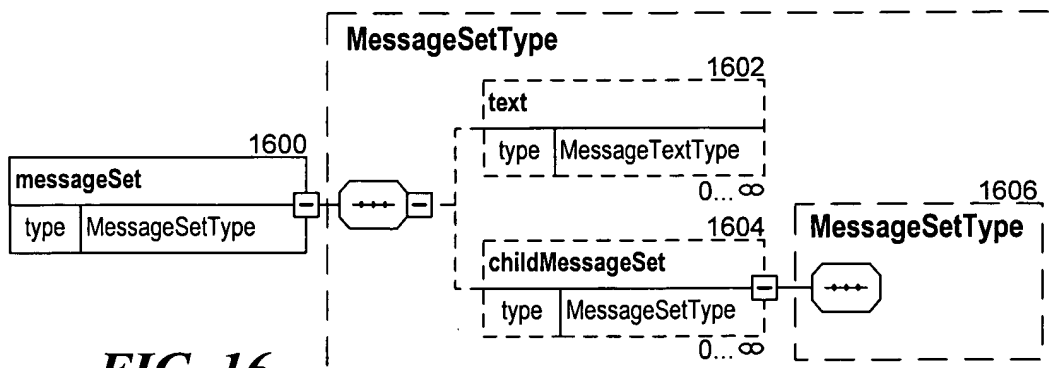 MessageSetType
1602
text
type MessageTextType
0... ∞
1600
messageSet
type MessageSetType
1604
childMessageSet
type MessageSetType
0... ∞
1606
MessageSetType
FIG. 16